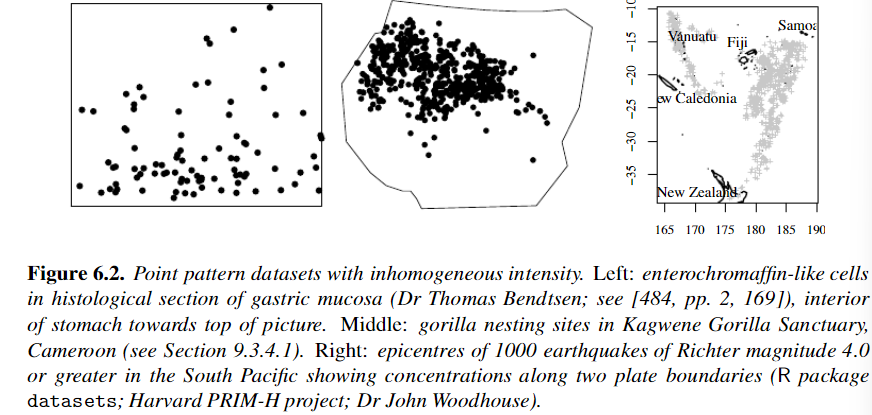 −10
−15
−20
−25
−30
−35
Samoa
Vanuatu Fiji
ew Caledonia
New Zealand
165 170 175 180 185 190
Figure 6.2. Point pattern datasets with inhomogeneous intensity. Left: enterochromaffin-like cells
in histological section of gastric mucosa (Dr Thomas Bendtsen; see [484, pp. 2, 169]), interior
of stomach towards top of picture. Middle: gorilla nesting sites in Kagwene Gorilla Sanctuary,
Cameroon (see Section 9.3.4.1). Right: epicentres of 1000 earthquakes of Richter magnitude 4.0
or greater in the South Pacific showing concentrations along two plate boundaries (R package
datasets; Harvard PRIM-H project; Dr John Woodhouse).